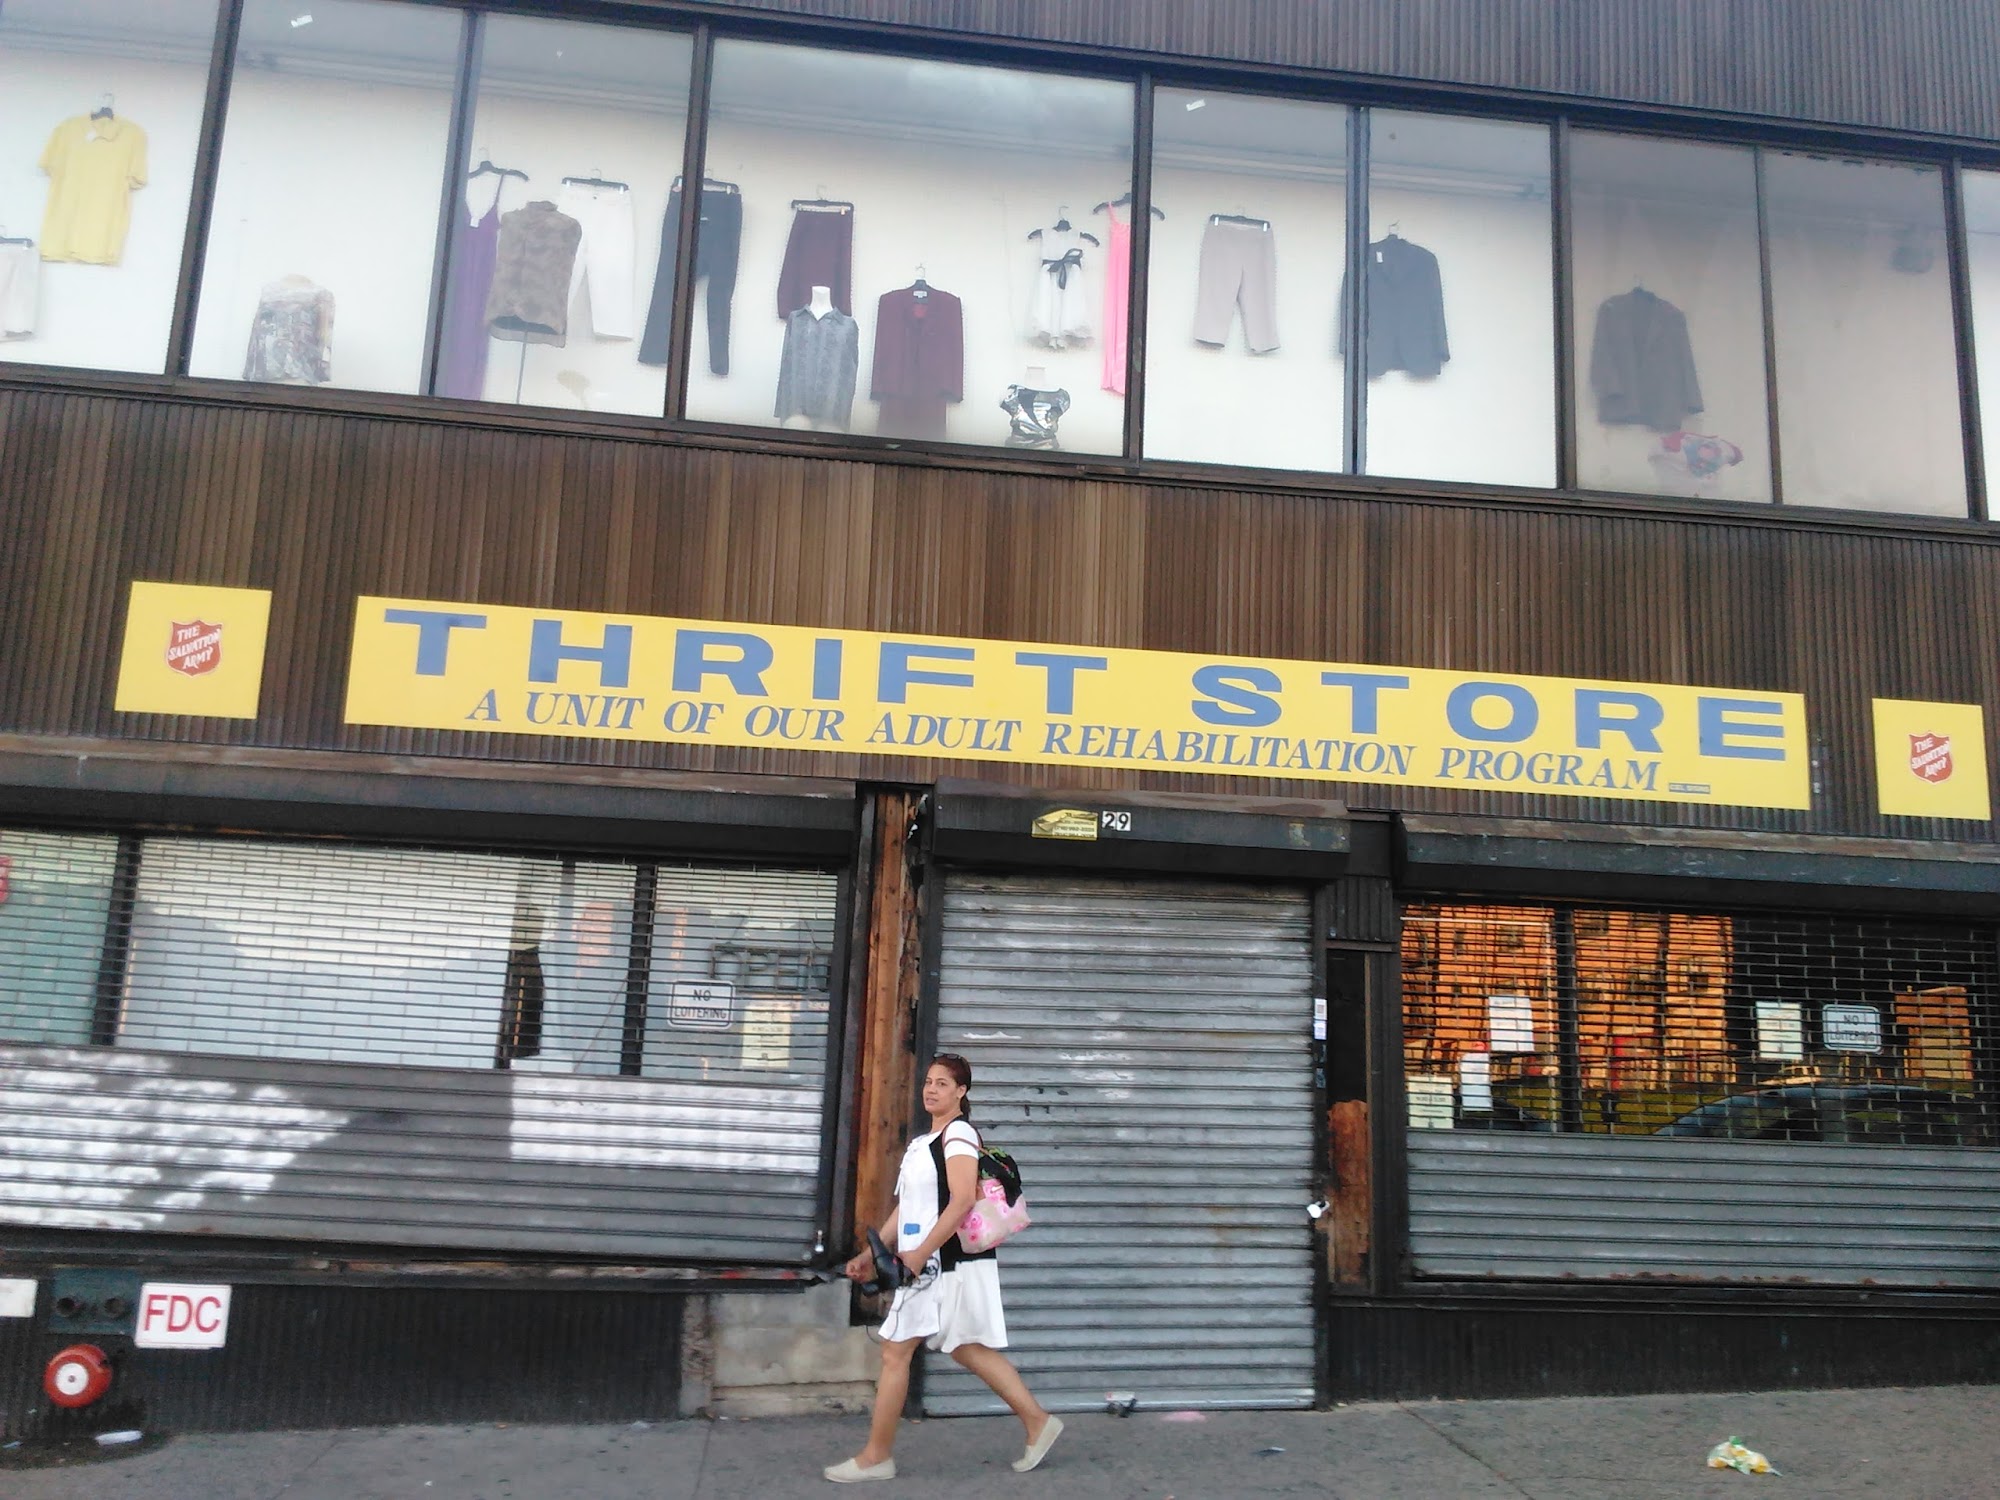 THE
SALVATION
ARMY
THRIFT STORE
A UNIT OF OUR ADULT REHABILITATION PROGRAM
THE
SALVATION
ARMY
29
NO
LOITERING
NO
LOITERING
FDC